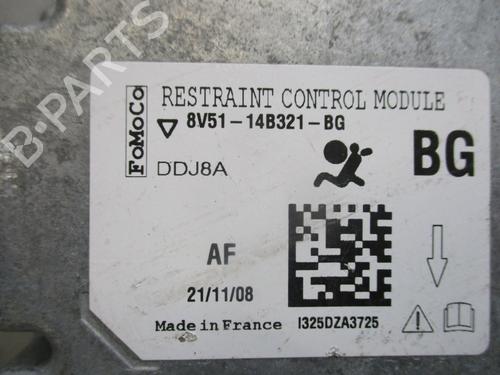 B-PARTS
FoMoCo
RESTRAINT CONTROL MODULE
8V51-14B321-BG
DDJ8A
BG
AF
21/11/08
Made in France
I325DZA3725